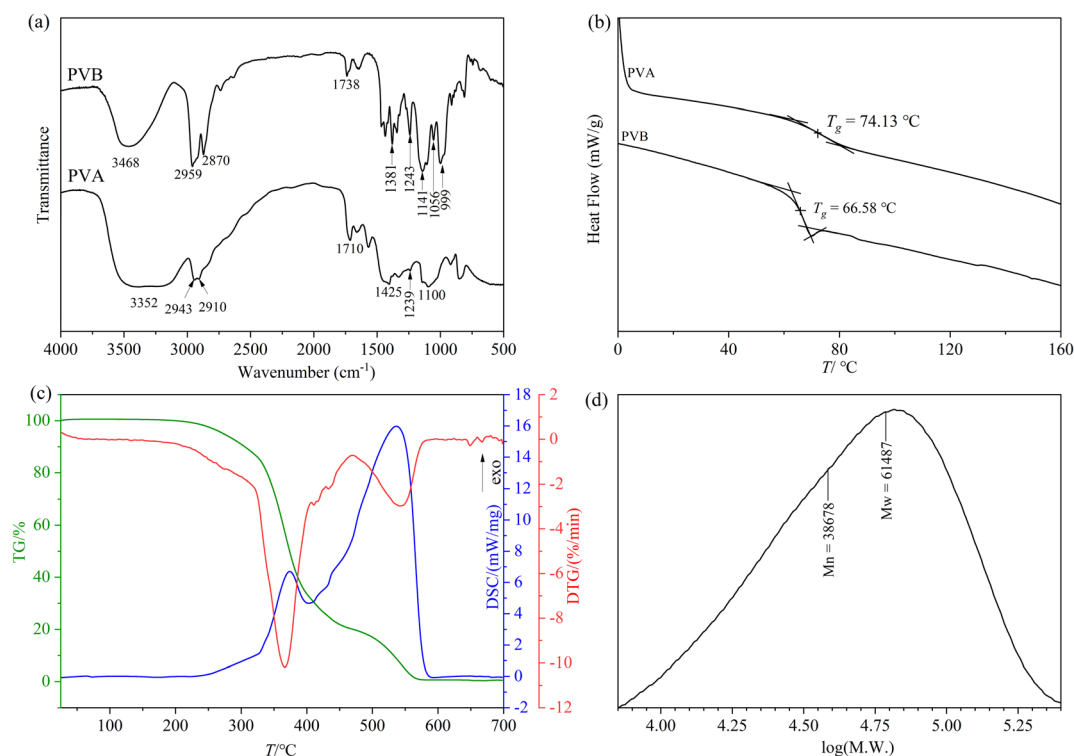 (a)
PVB
PVA
3468
2959
2870
1738
1381
1243
1141
1056
999
3352
2943
2910
1710
1425
1239
1100
Transmittance
4000 3500 3000 2500 2000 1500 1000 500
Wavenumber (cm-1)
(b)
PVA
PVB
Tg = 74.13 ℃
Tg = 66.58 ℃
Heat Flow (mW/g)
0 40 80 120 160
T/ ℃
(c)
100
80
60
40
20
0
TG/%
18
16
14
12
10
8
6
4
2
0
-2
DSC/(mW/mg)
2
0
-2
-4
-6
-8
-10
-12
DTG/(%/min)
exo
100 200 300 400 500 600 700
T/℃
(d)
Mn = 38678
Mw = 61487
4.00 4.25 4.50 4.75 5.00 5.25
log(M.W.)